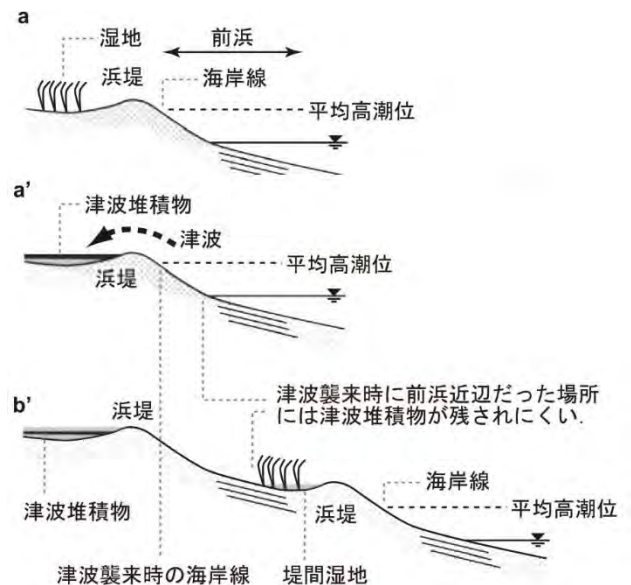 a
湿地
前浜
浜堤
海岸線
平均高潮位
a'
津波堆積物
津波
平均高潮位
浜堤
津波襲来時に前浜近辺だった場所
には津波堆積物が残されにくい.
b'
浜堤
海岸線
平均高潮位
浜堤
津波堆積物
津波襲来時の海岸線
堤間湿地